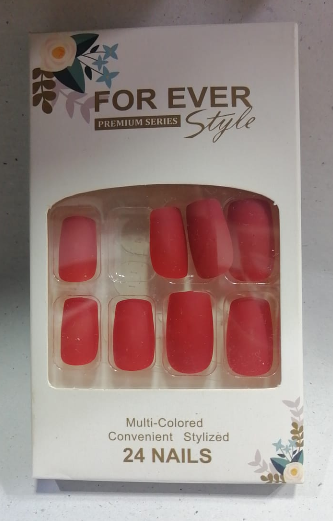 FOR EVER
PREMIUM SERIES Style
Multi-Colored
Convenient Stylized
24 NAILS